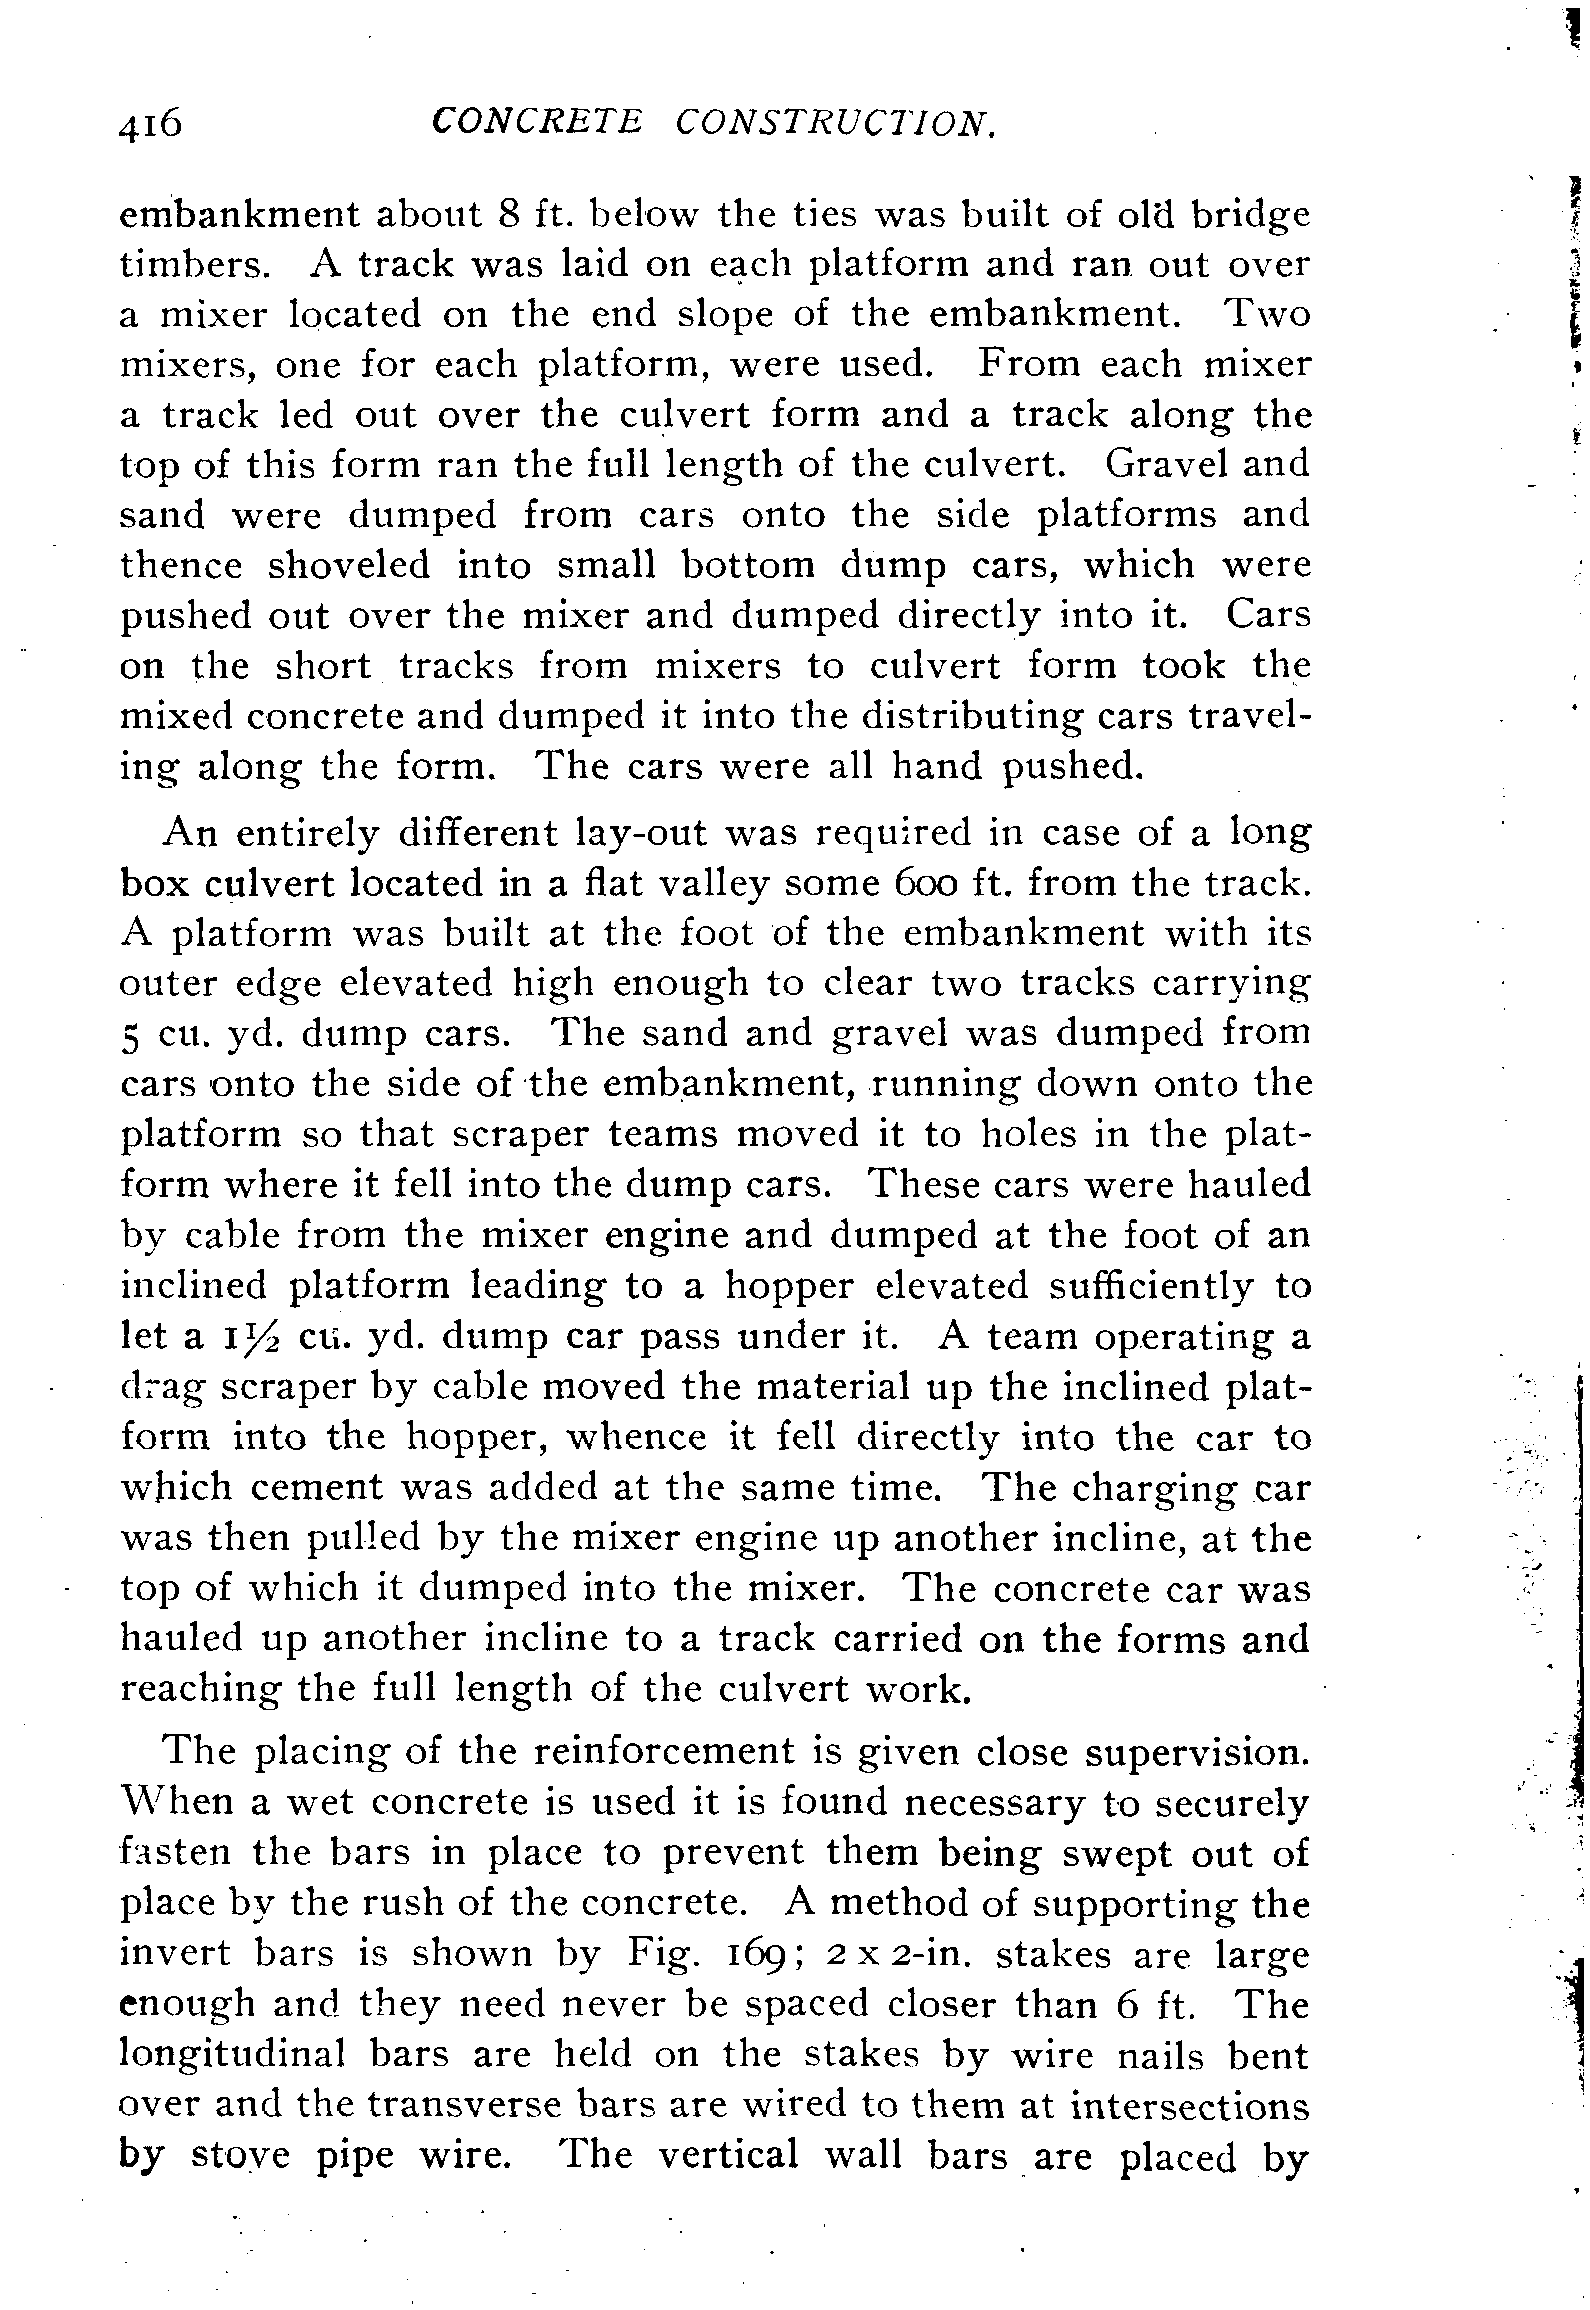 416 CONCRETE CONSTRUCTION.
embankment about 8 ft. below the ties was built of old bridge
timbers. A track was laid on each platform and ran out over
a mixer located on the end slope of the embankment. Two
mixers, one for each platform, were used. From each mixer
a track led out over the culvert form and a track along the
top of this form ran the full length of the culvert. Gravel and
sand were dumped from cars onto the side platforms and
thence shoveled into small bottom dump cars, which were
pushed out over the mixer and dumped directly into it. Cars
on the short tracks from mixers to culvert form took the
mixed concrete and dumped it into the distributing cars travel-
ing along the form. The cars were all hand pushed.
An entirely different lay-out was required in case of a long
box culvert located in a flat valley some 600 ft. from the track.
A platform was built at the foot of the embankment with its
outer edge elevated high enough to clear two tracks carrying
5 cu. yd. dump cars. The sand and gravel was dumped from
cars onto the side of the embankment, running down onto the
platform so that scraper teams moved it to holes in the plat-
form where it fell into the dump cars. These cars were hauled
by cable from the mixer engine and dumped at the foot of an
inclined platform leading to a hopper elevated sufficiently to
let a 1½ cu. yd. dump car pass under it. A team operating a
drag scraper by cable moved the material up the inclined plat-
form into the hopper, whence it fell directly into the car to
which cement was added at the same time. The charging car
was then pulled by the mixer engine up another incline, at the
top of which it dumped into the mixer. The concrete car was
hauled up another incline to a track carried on the forms and
reaching the full length of the culvert work.
The placing of the reinforcement is given close supervision.
When a wet concrete is used it is found necessary to securely
fasten the bars in place to prevent them being swept out of
place by the rush of the concrete. A method of supporting the
invert bars is shown by Fig. 169; 2 x 2-in. stakes are large
enough and they need never be spaced closer than 6 ft. The
longitudinal bars are held on the stakes by wire nails bent
over and the transverse bars are wired to them at intersections
by stove pipe wire. The vertical wall bars are placed by